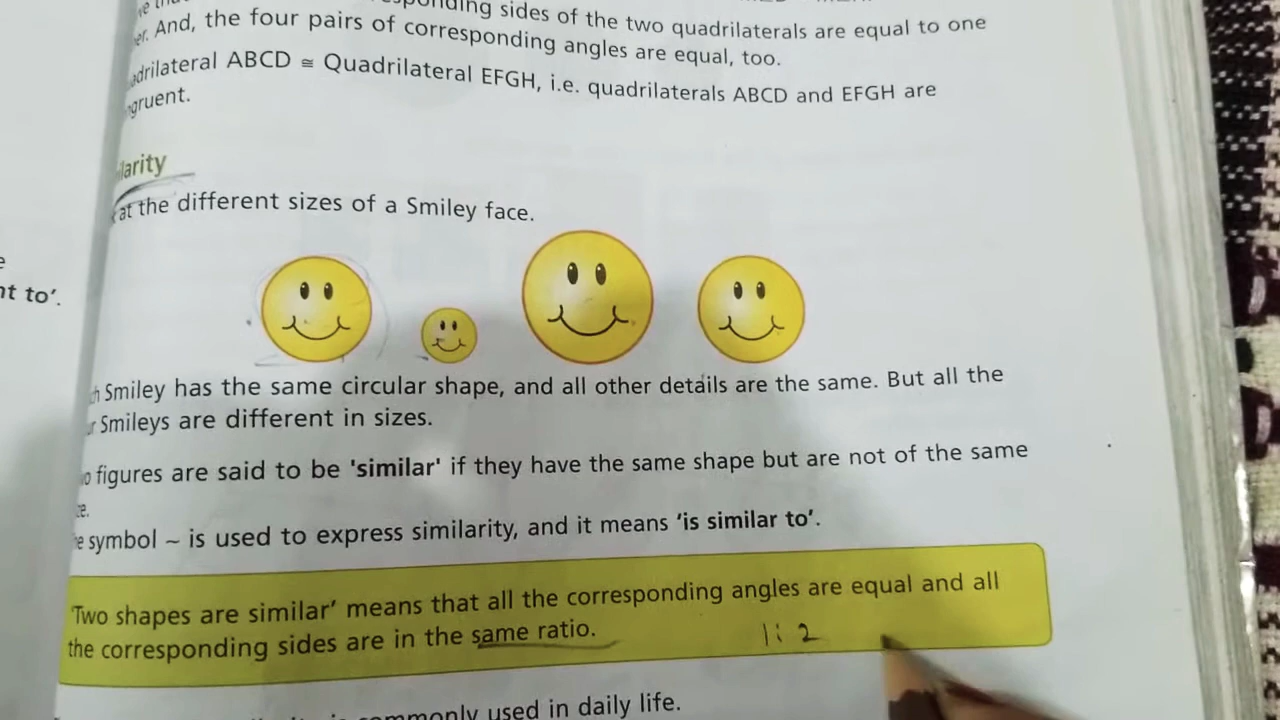 sides of the two quadrilaterals are equal to one
And, the four pairs of corresponding angles are equal, too.
ABCD ≅ Quadrilateral EFGH, i.e. quadrilaterals ABCD and EFGH are
at the different sizes of a Smiley face.
nt to’.
Smiley has the same circular shape, and all other details are the same. But all the
Smileys are different in sizes.
figures are said to be 'similar' if they have the same shape but are not of the same
symbol ~ is used to express similarity, and it means ‘is similar to’.
‘Two shapes are similar’ means that all the corresponding angles are equal and all
the corresponding sides are in the same ratio.
1:2
commonly used in daily life.